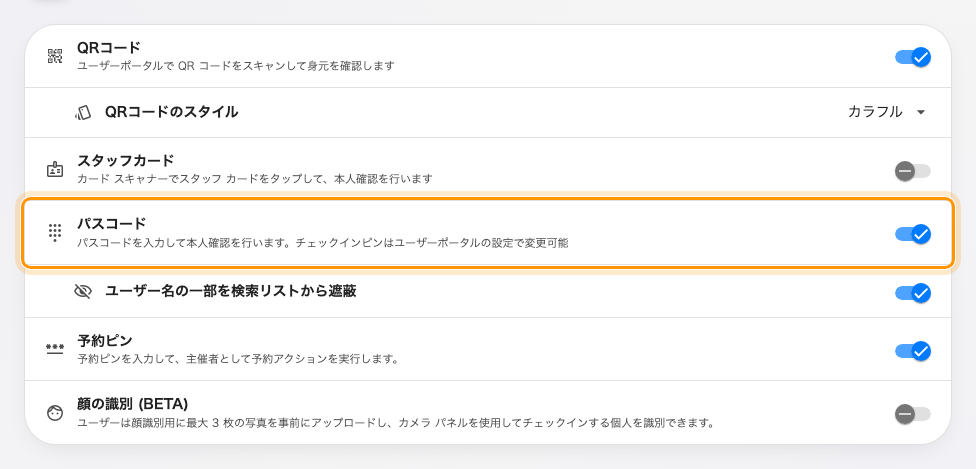 QRコード
ユーザーポータルで QR コードをスキャンして身元を確認します
QRコードのスタイル
カラフル
スタッフカード
カード スキャナーでスタッフ カードをタップして、本人確認を行います
パスコード
パスコードを入力して本人確認を行います。チェックインピンはユーザーポータルの設定で変更可能
ユーザー名の一部を検索リストから遮蔽
予約ピン
予約ピンを入力して、主催者として予約アクションを実行します。
顔の識別 (BETA)
ユーザーは顔識別用に最大 3 枚の写真を事前にアップロードし、カメラ パネルを使用してチェックインする個人を識別できます。